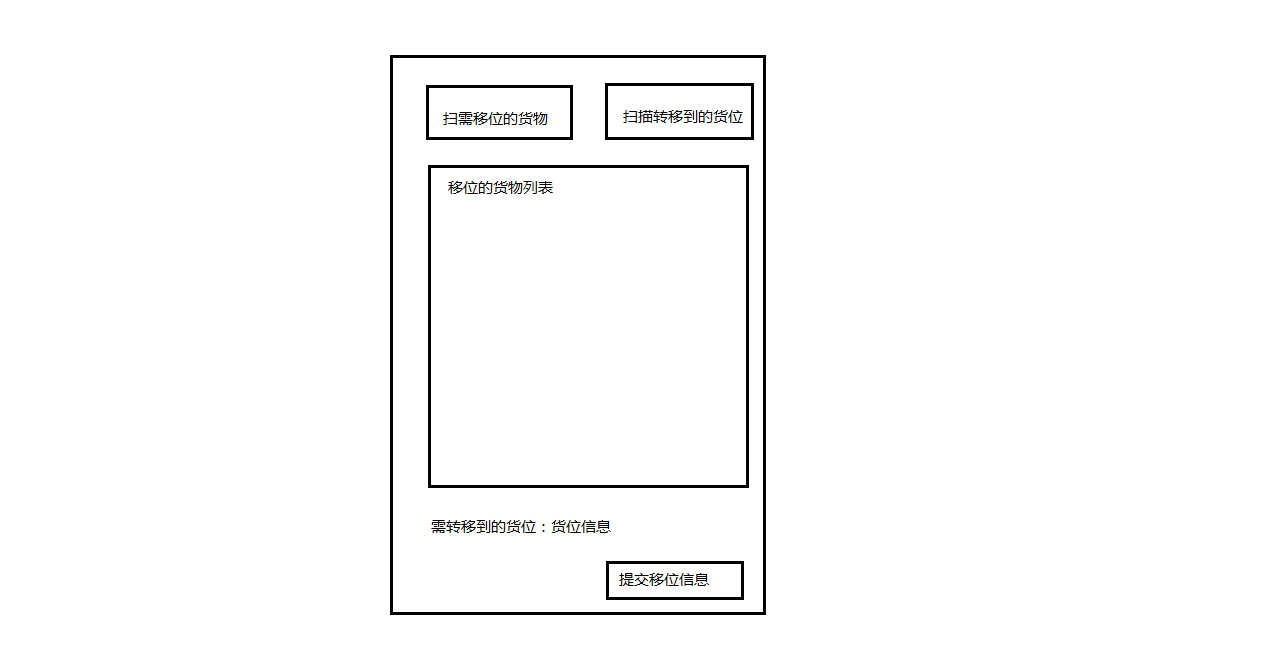 扫需移位的货物
扫描转移到的货位
移位的货物列表
需转移到的货位：货位信息
提交移位信息